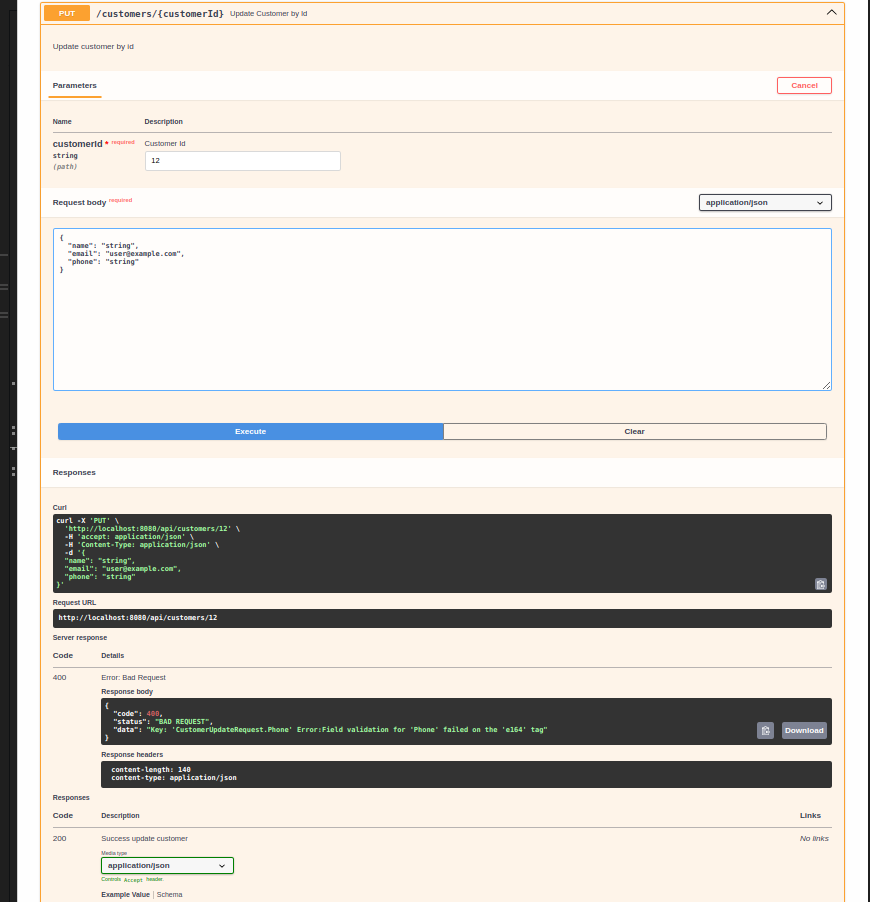 PUT /customers/{customerId} Update Customer by Id
Update customer by id
Parameters
Cancel
Name Description
customerId * required
string
(path)
Customer Id
12
Request body required
application/json
{
"name": "string",
"email": "user@example.com",
"phone": "string"
}
Execute Clear
Responses
Curl
curl -X 'PUT' \
'http://localhost:8080/api/customers/12' \
-H 'accept: application/json' \
-H 'Content-Type: application/json' \
-d '{
"name": "string",
"email": "user@example.com",
"phone": "string"
}'
Request URL
http://localhost:8080/api/customers/12
Server response
Code Details
400 Error: Bad Request
Response body
{
"code": 400,
"status": "BAD REQUEST",
"data": "Key: 'CustomerUpdateRequest.Phone' Error:Field validation for 'Phone' failed on the 'e164' tag"
}
Download
Response headers
content-length: 140
content-type: application/json
Responses
Code Description Links
200 Success update customer No links
Media type
application/json
Controls Accept header.
Example Value | Schema